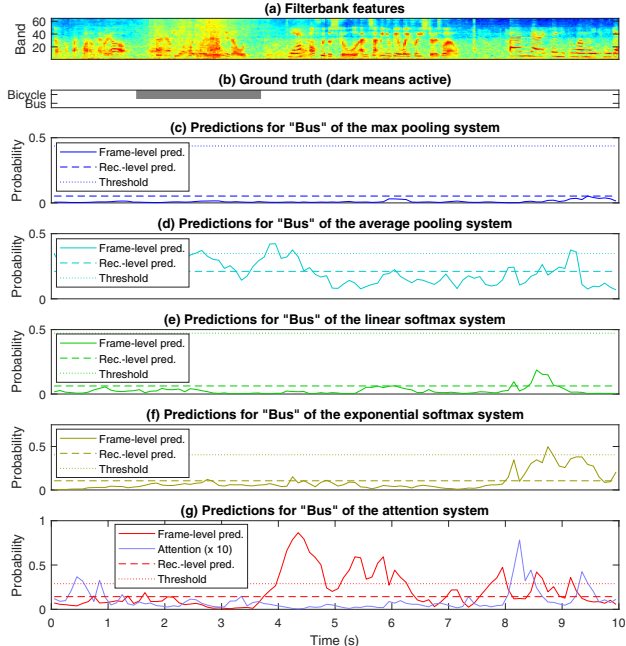 (a) Filterbank features
Band
60
40
20
(b) Ground truth (dark means active)
Bicycle
Bus
(c) Predictions for "Bus" of the max pooling system
Probability
0.5
0
Frame-level pred.
Rec.-level pred.
Threshold
(d) Predictions for "Bus" of the average pooling system
Probability
0.5
0
Frame-level pred.
Rec.-level pred.
Threshold
(e) Predictions for "Bus" of the linear softmax system
Probability
0.5
0
Frame-level pred.
Rec.-level pred.
Threshold
(f) Predictions for "Bus" of the exponential softmax system
Probability
0.5
0
Frame-level pred.
Rec.-level pred.
Threshold
(g) Predictions for "Bus" of the attention system
Probability
1
0.5
0
Frame-level pred.
Attention (x 10)
Rec.-level pred.
Threshold
0 1 2 3 4 5 6 7 8 9 10
Time (s)